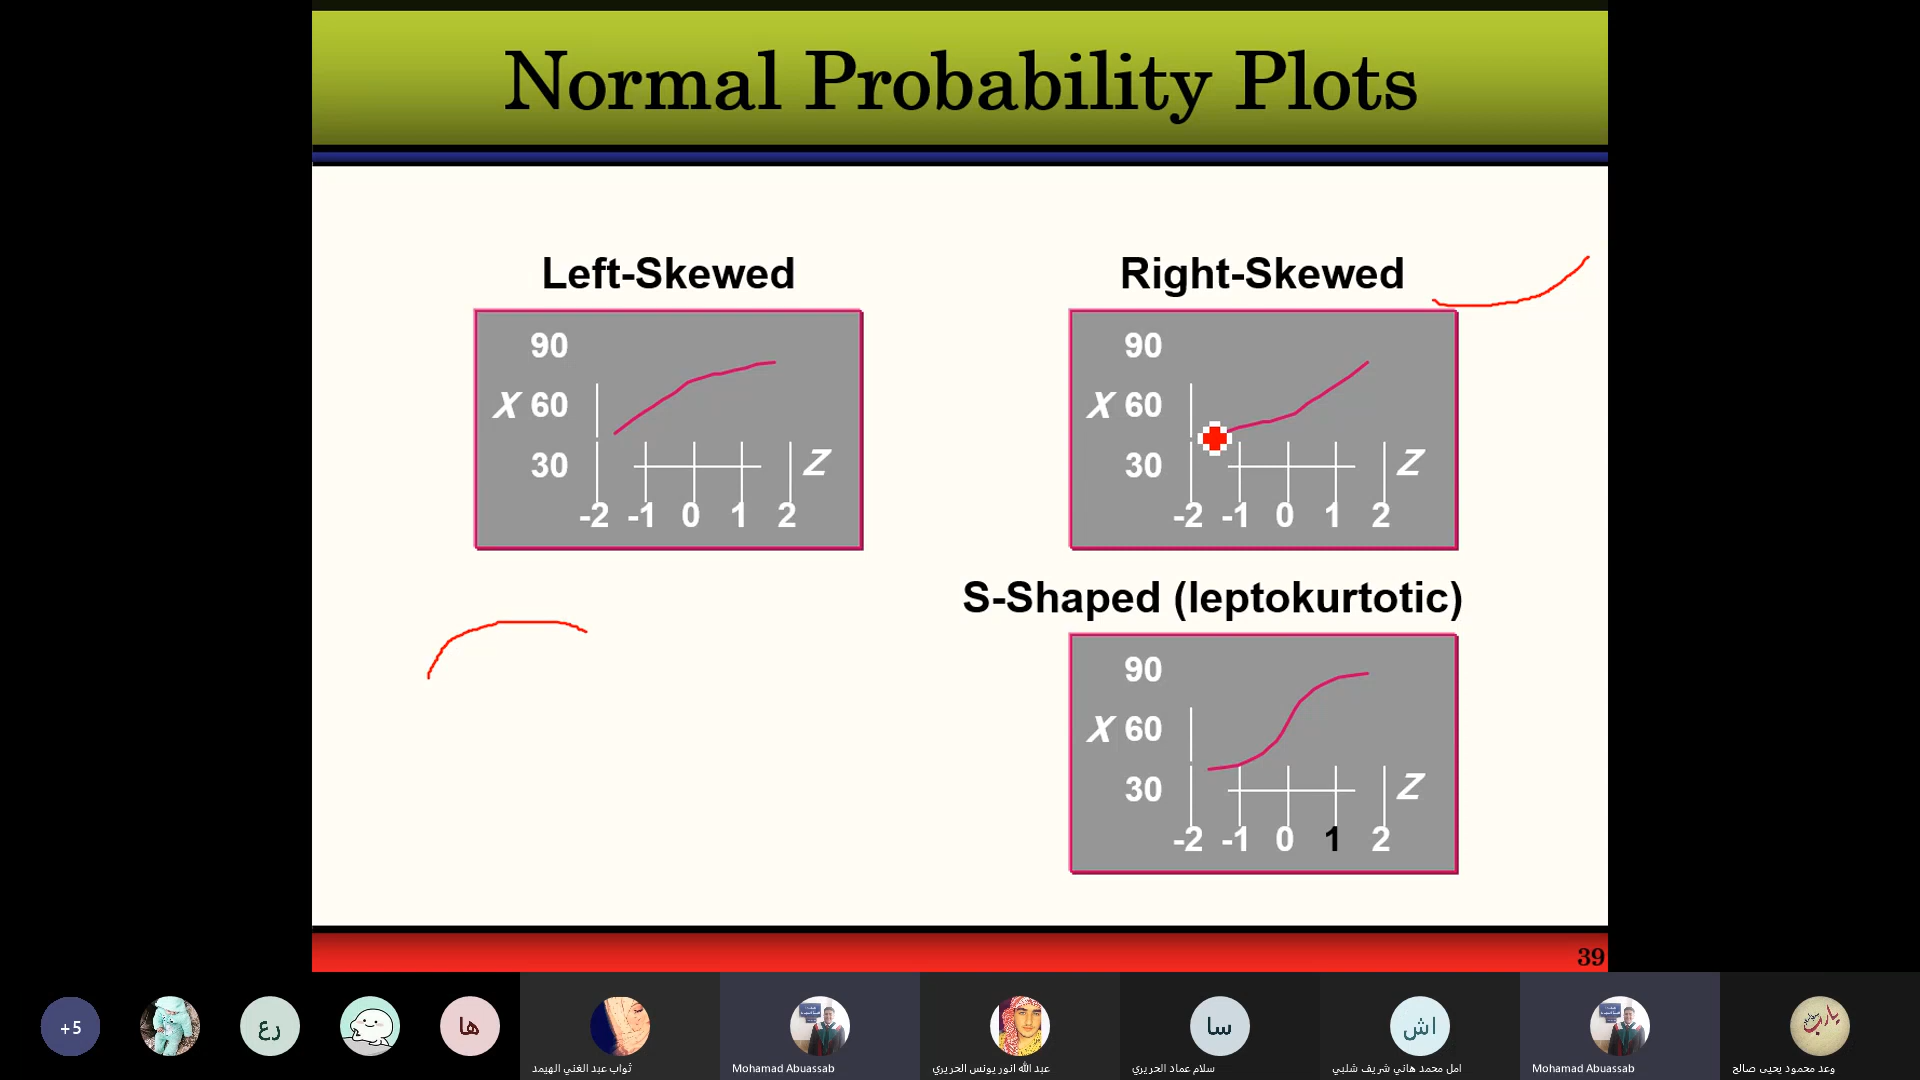 Normal Probability Plots
Left-Skewed
90
X 60
30
Z
-2 -1 0 1 2
Right-Skewed
90
X 60
30
Z
-2 -1 0 1 2
S-Shaped (leptokurtotic)
90
X 60
30
Z
-2 -1 0 1 2
39
+5
رع
ها
سا
اش
ثواب عبد الغني الهيمد
Mohamad Abuassab
عبد الله انور يونس الحريري
سلام عماد الحريري
امل محمد هاني شريف شلبي
Mohamad Abuassab
وعد محمود يحيى صالح